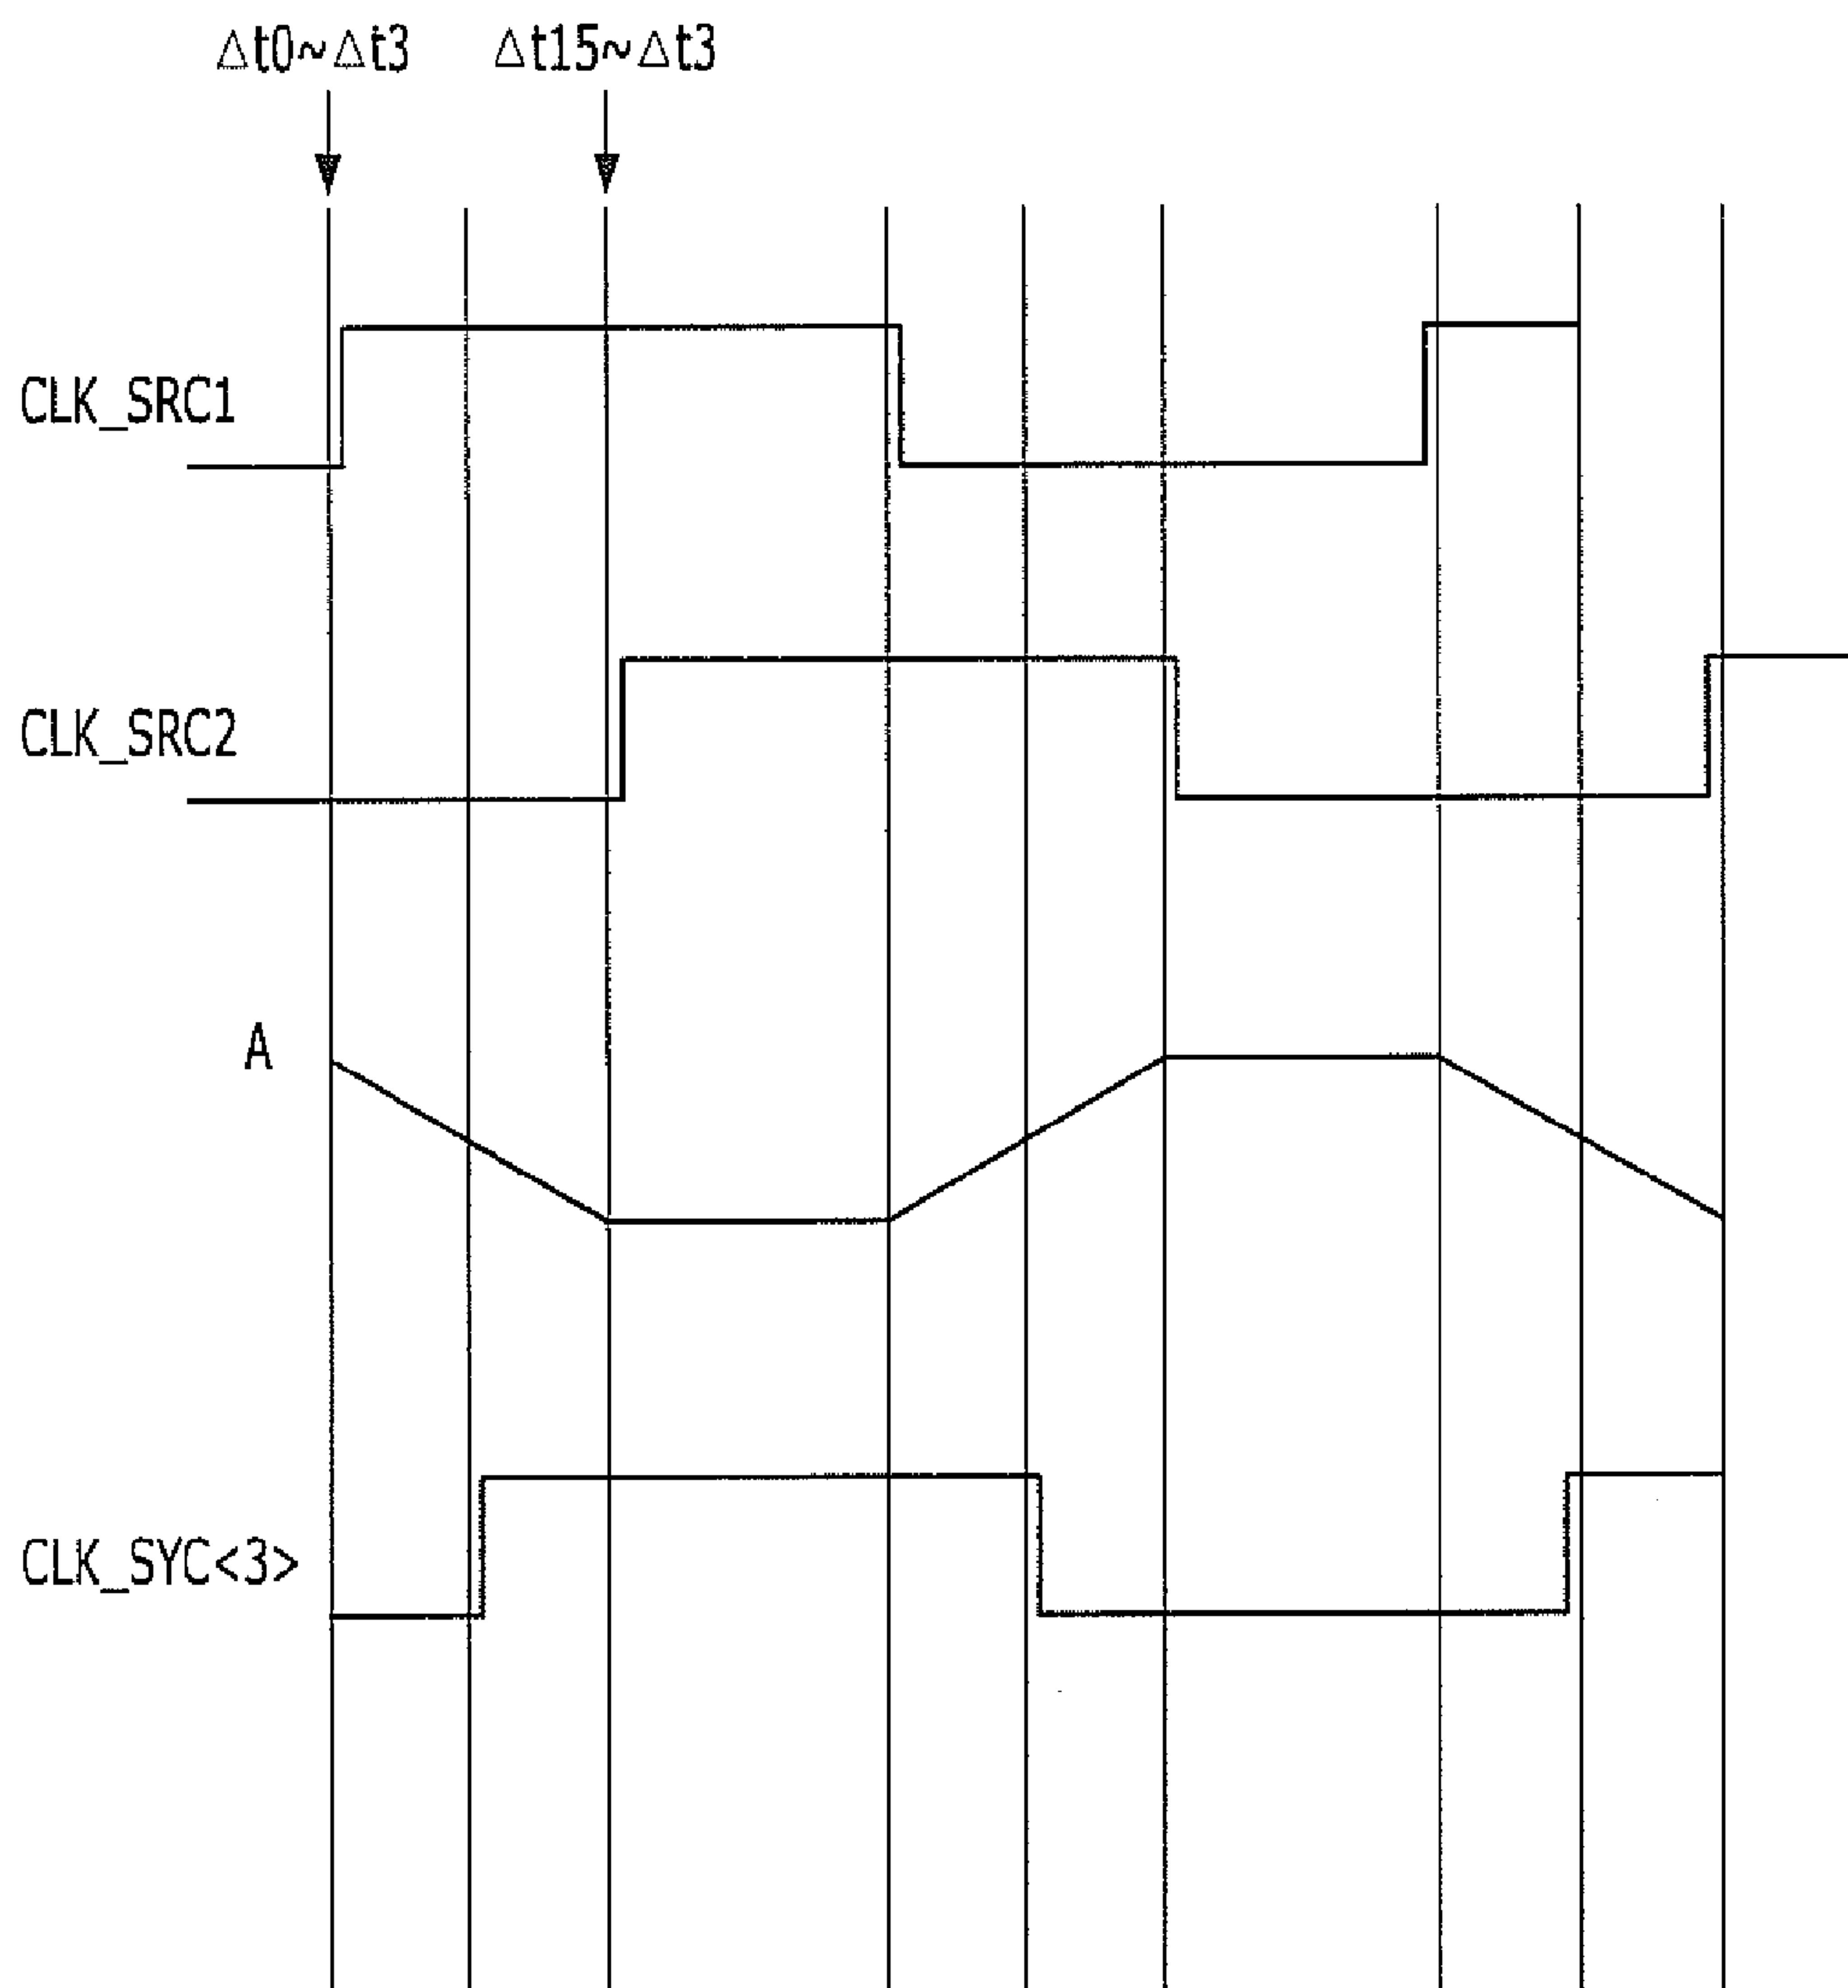 Δt0~Δt3 Δt15~Δt3
CLK_SRC1
CLK_SRC2
A
CLK_SYC<3>